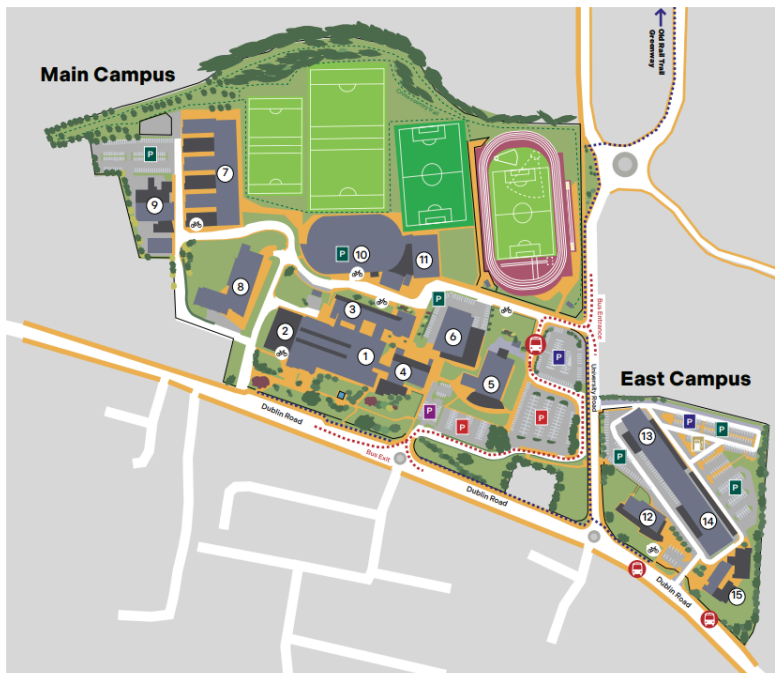 Old Rail Trail
Greenway
Main Campus
7
P
9
10
P
11
8
P
3
2
6
1
4
5
P
P
P
P
Bus Entrance
University Road
Dublin Road
Bus Exit
Dublin Road
East Campus
13
P
P
P
P
12
14
15
Dublin Road